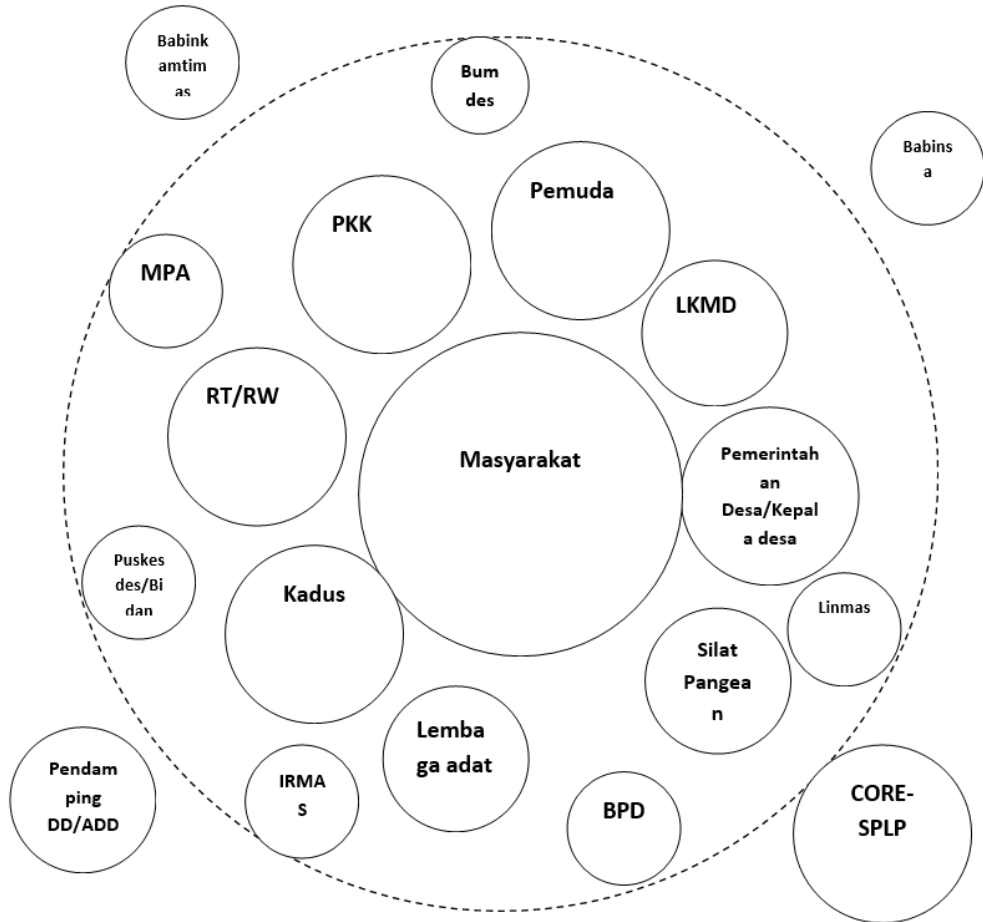 Babink
amtim
as
Bum
des
Babins
a
Pemuda
PKK
MPA
LKMD
RT/RW
Masyarakat
Pemerintah
an
Desa/Kepal
a desa
Puskes
des/Bi
dan
Kadus
Linmas
Silat
Pangea
n
Lemba
ga adat
Pendam
ping
DD/ADD
IRMA
S
BPD
CORE-
SPLP